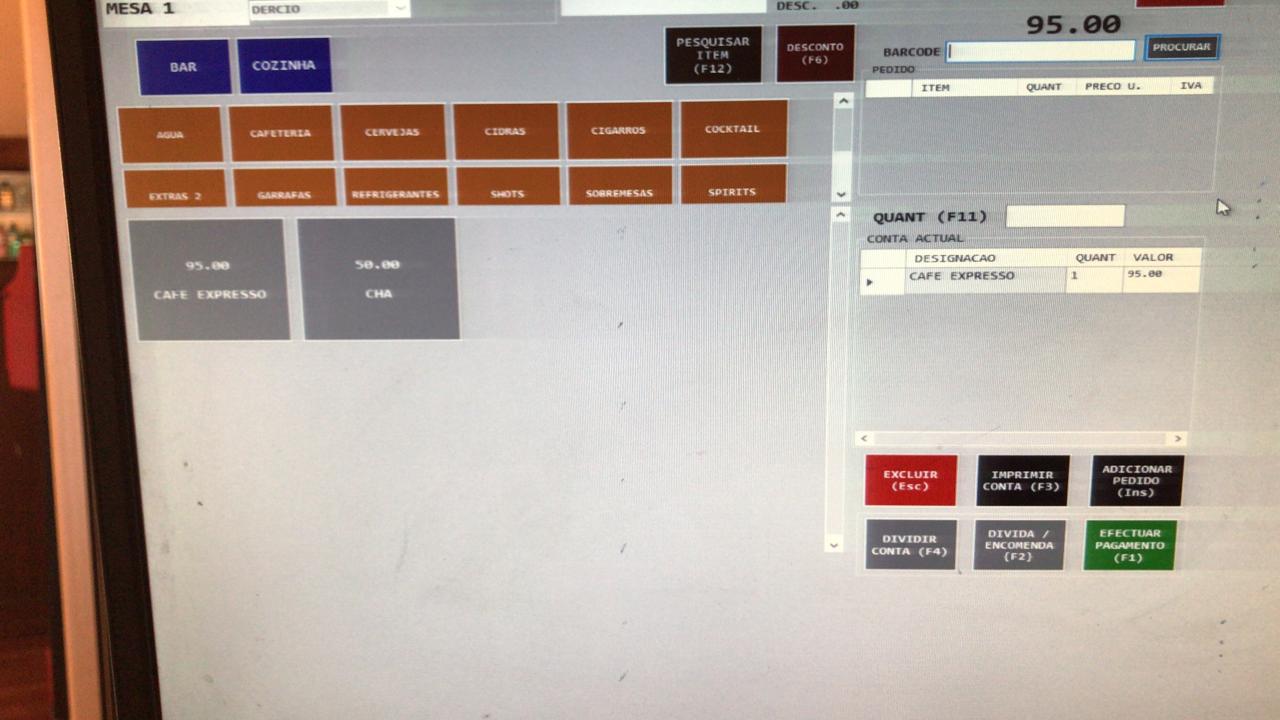 MESA 1
DERCIO
DESC. .00
95.00
BAR
COZINHA
PESQUISAR
ITEM
(F12)
DESCONTO
(F6)
BARCODE
PROCURAR
PEDIDO
ITEM QUANT PRECO U. IVA
AGUA
CAFETERIA
CERVEJAS
CIDRAS
CIGARROS
COCKTAIL
EXTRAS 2
GARRAFAS
REFRIGERANTES
SHOTS
SOBREMESAS
SPIRITS
95.00
CAFE EXPRESSO
50.00
CHA
QUANT (F11)
CONTA ACTUAL
DESIGNACAO QUANT VALOR
CAFE EXPRESSO 1 95.00
EXCLUIR
(Esc)
IMPRIMIR
CONTA (F3)
ADICIONAR
PEDIDO
(Ins)
DIVIDIR
CONTA (F4)
DIVIDA /
ENCOMENDA
(F2)
EFECTUAR
PAGAMENTO
(F1)